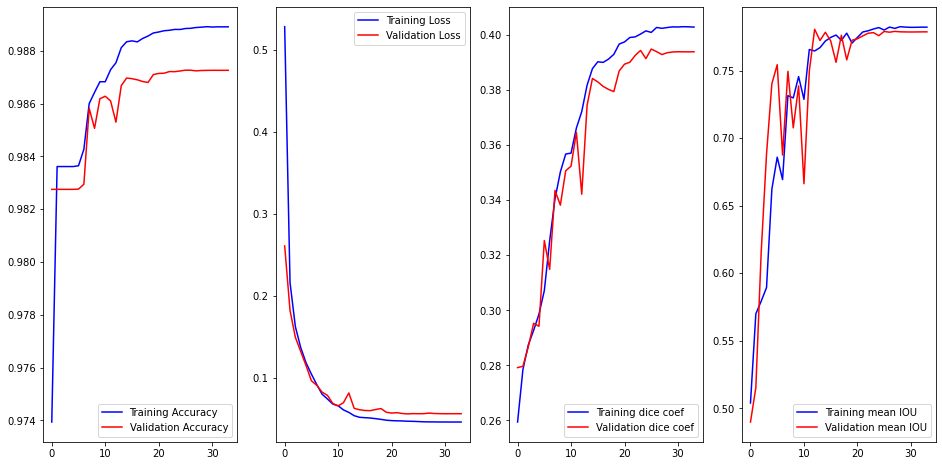 0.988
0.986
0.984
0.982
0.980
0.978
0.976
0.974
Training Accuracy
Validation Accuracy
0 10 20 30
Training Loss
Validation Loss
0.5
0.4
0.3
0.2
0.1
0 10 20 30
0.40
0.38
0.36
0.34
0.32
0.30
0.28
0.26
Training dice coef
Validation dice coef
0 10 20 30
0.75
0.70
0.65
0.60
0.55
0.50
Training mean IOU
Validation mean IOU
0 10 20 30